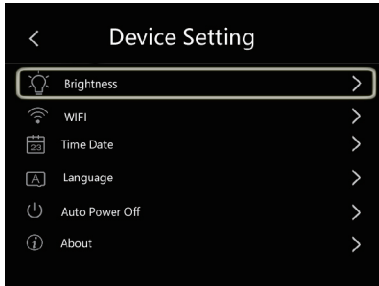 Device Setting
Brightness
WIFI
23
Time Date
A
Language
Auto Power Off
i
About